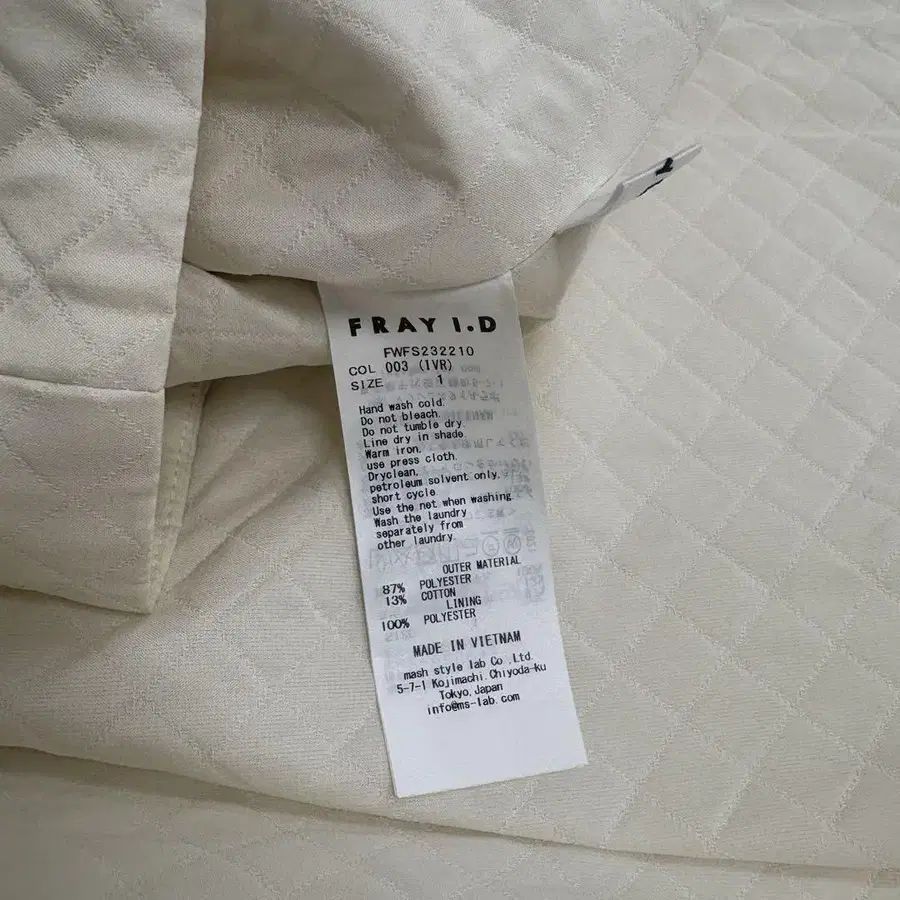 FRAY I.D
FWFS232210
COL 003 (IVR)
SIZE 1
Hand wash cold.
Do not bleach.
Do not tumble dry.
Line dry in shade
Warm iron.
use press cloth.
Dryclean.
petroleum solvent only.
short cycle
Use the net when washing
Wash the laundry
separately from
other laundry.
OUTER MATERIAL
87% POLYESTER
13% COTTON
LINING
100% POLYESTER
MADE IN VIETNAM
mash style lab Co.,Ltd.
5-7-1 Kojimachi.Chiyoda-ku
Tokyo,Japan
info@ms-lab.com